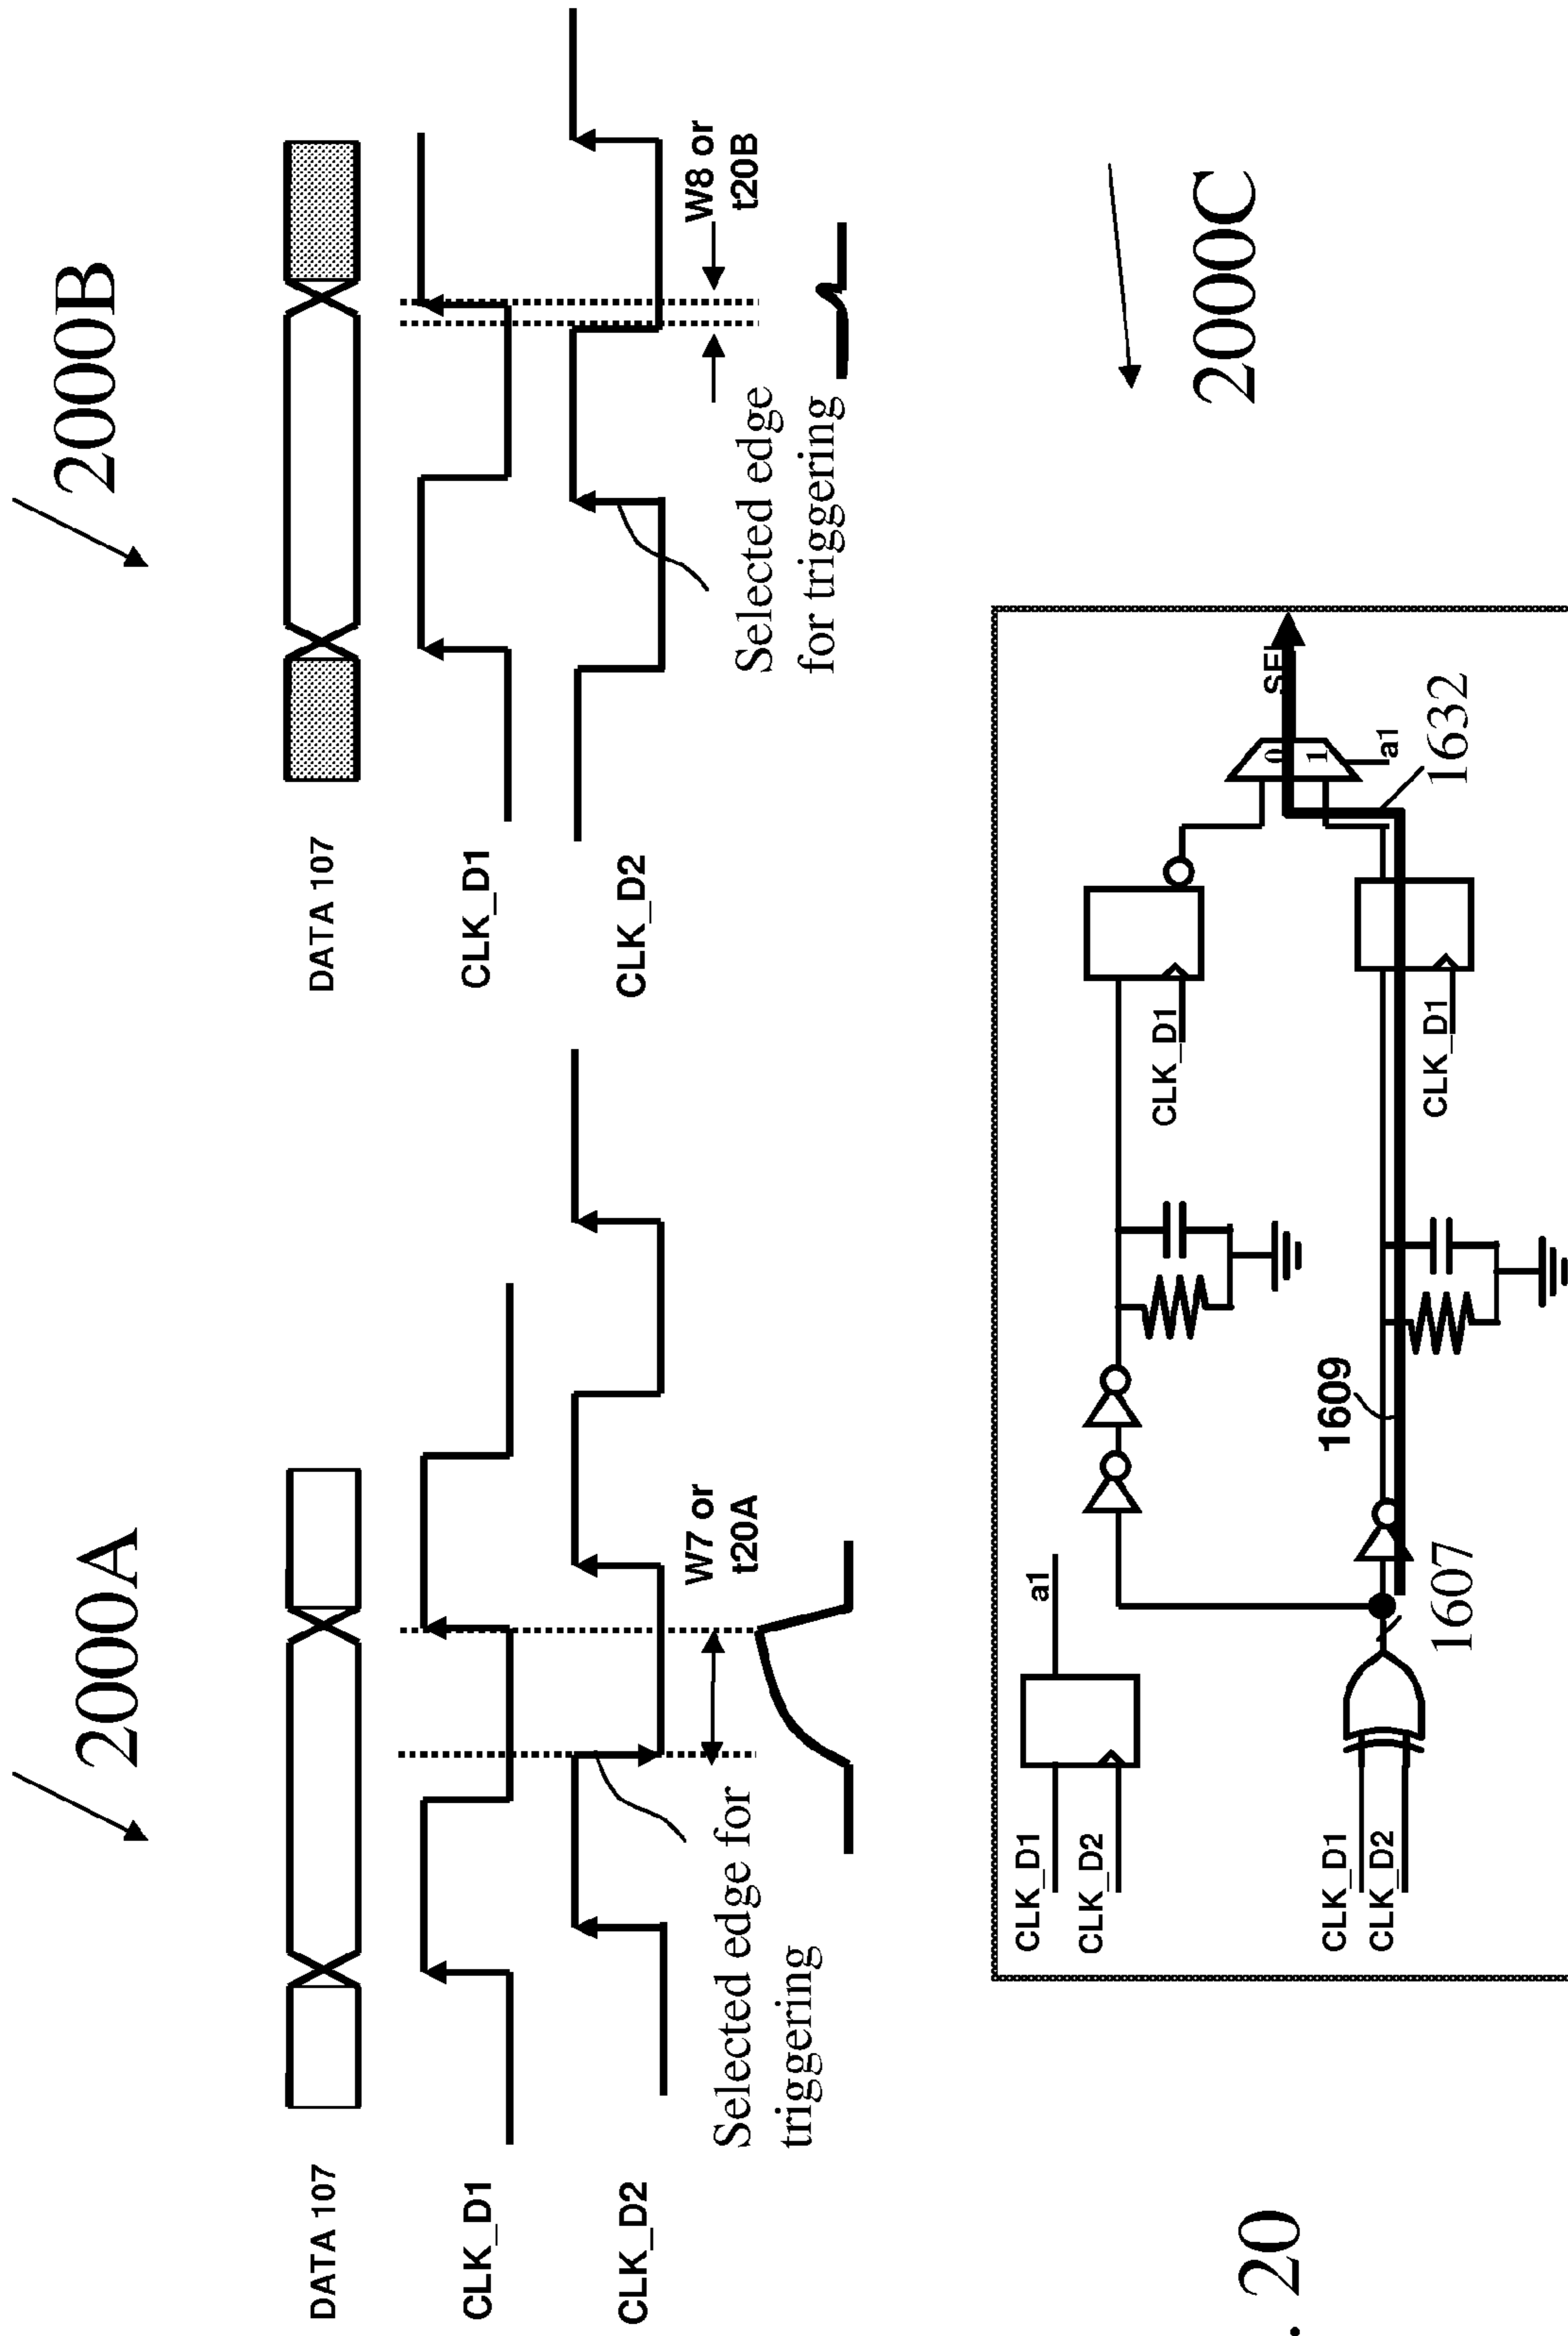 2000A
DATA 107
CLK_D1
CLK_D2
W7 or
t20A
Selected edge for
triggering
2000B
DATA 107
CLK_D1
CLK_D2
W8 or
t20B
Selected edge
for triggering
. 20
CLK_D1
CLK_D2
a1
CLK_D1
CLK_D2
1607
1609
CLK_D1
CLK_D1
0
1
a1
1632
2000C